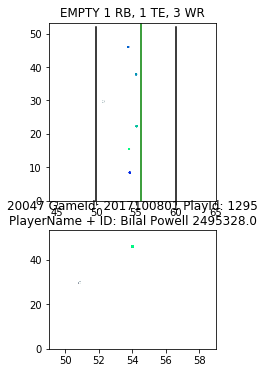 EMPTY 1 RB, 1 TE, 3 WR
50
40
30
20
10
0
45 50 55 60 65
20047 GameId: 2017100801 PlayId: 1295
PlayerName + ID: Bilal Powell 2495328.0
40
20
0
50 52 54 56 58